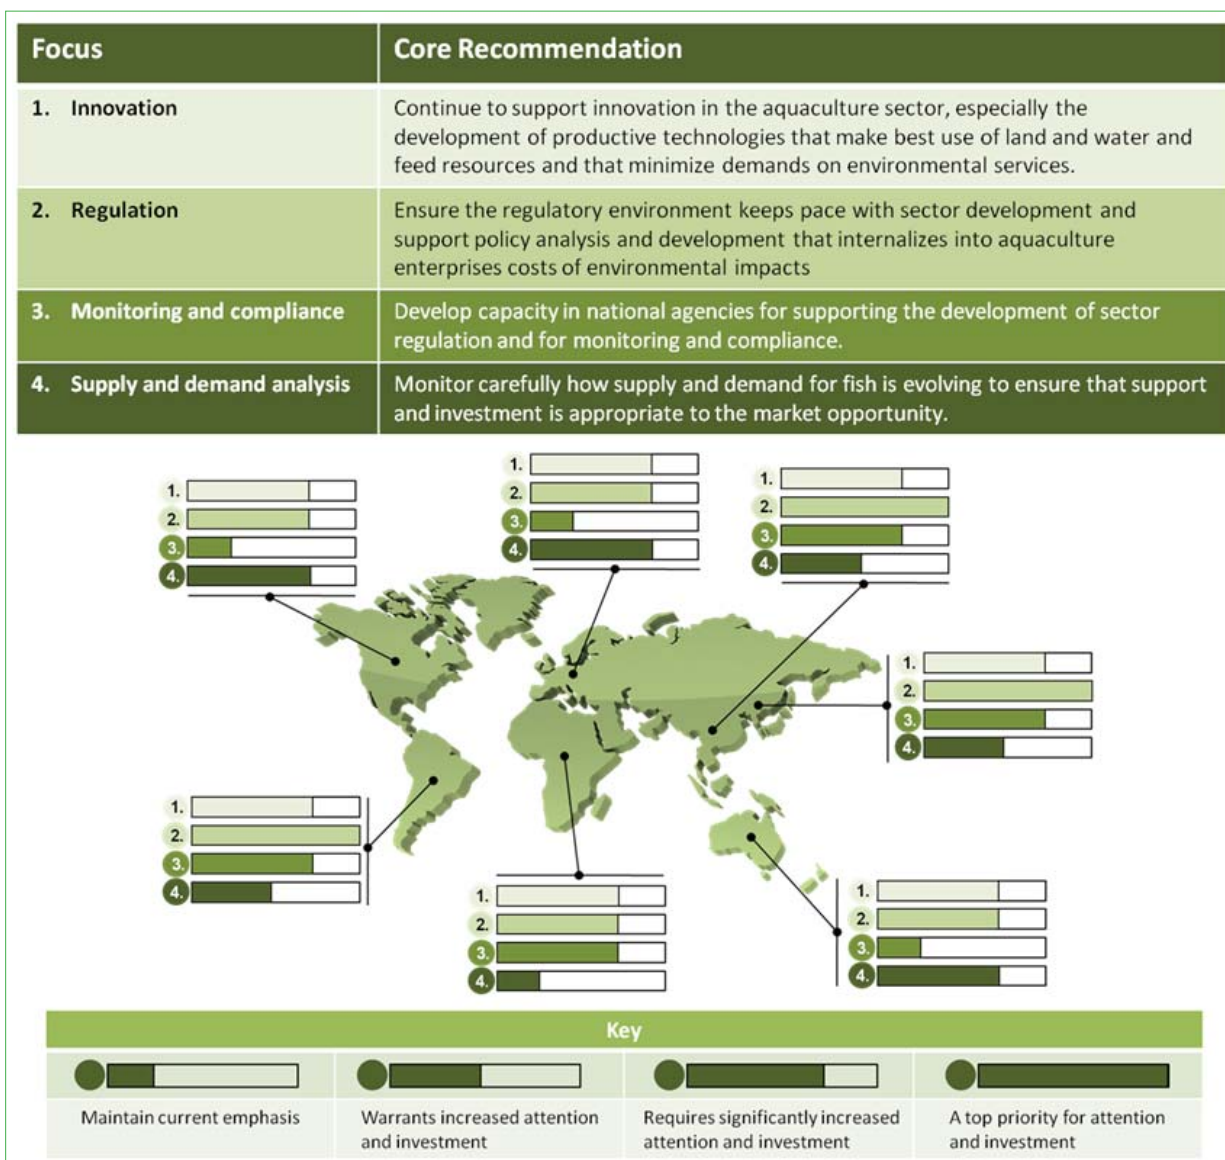 Focus
Core Recommendation
1. Innovation
Continue to support innovation in the aquaculture sector, especially the
development of productive technologies that make best use of land and water and
feed resources and that minimize demands on environmental services.
2. Regulation
Ensure the regulatory environment keeps pace with sector development and
support policy analysis and development that internalizes into aquaculture
enterprises costs of environmental impacts
3. Monitoring and compliance
Develop capacity in national agencies for supporting the development of sector
regulation and for monitoring and compliance.
4. Supply and demand analysis
Monitor carefully how supply and demand for fish is evolving to ensure that support
and investment is appropriate to the market opportunity.
1.
2.
3.
4.
1.
2.
3.
4.
1.
2.
3.
4.
1.
2.
3.
4.
1.
2.
3.
4.
1.
2.
3.
4.
1.
2.
3.
4.
Key
Maintain current emphasis
Warrants increased attention
and investment
Requires significantly increased
attention and investment
A top priority for attention
and investment